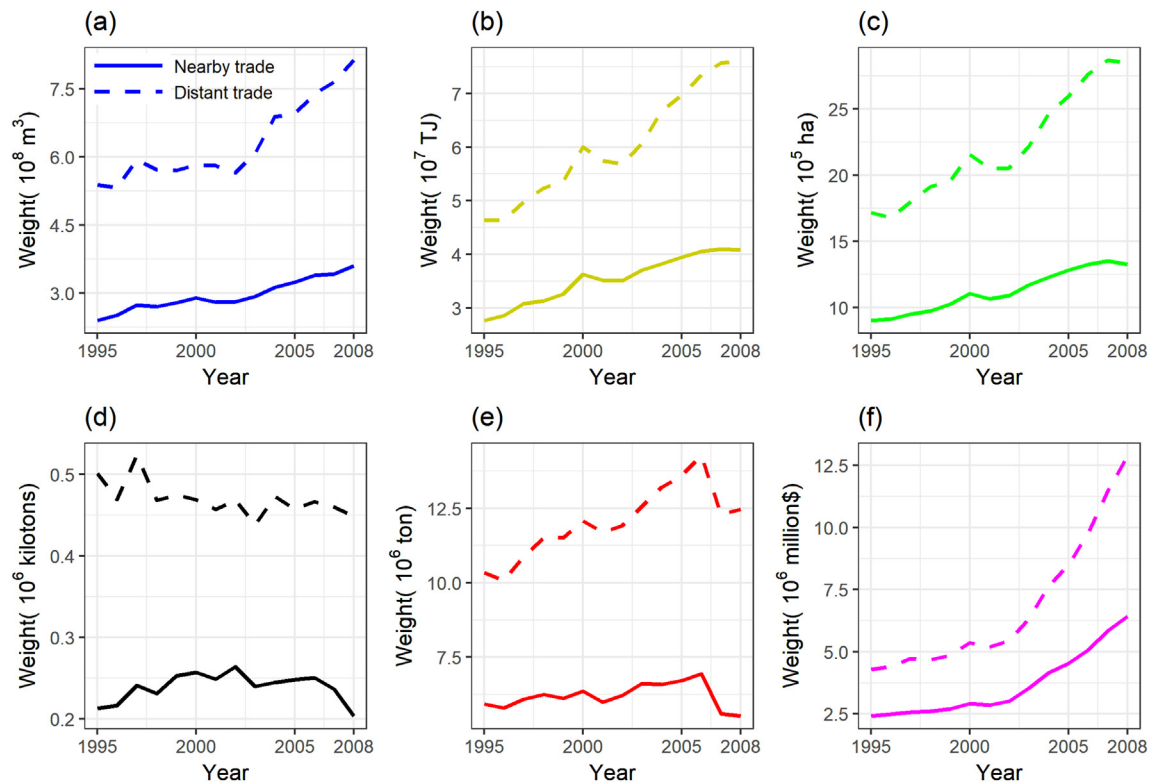 (a)
Nearby trade
Distant trade
7.5
6.0
4.5
3.0
Weight( 10⁸ m³)
1995 2000 2005 2008
Year
(b)
7
6
5
4
3
Weight( 10⁷ TJ)
1995 2000 2005 2008
Year
(c)
25
20
15
10
Weight( 10⁵ ha)
1995 2000 2005 2008
Year
(d)
0.5
0.4
0.3
0.2
Weight( 10⁶ kilotons)
1995 2000 2005 2008
Year
(e)
12.5
10.0
7.5
Weight( 10⁶ ton)
1995 2000 2005 2008
Year
(f)
12.5
10.0
7.5
5.0
2.5
Weight( 10⁶ million$)
1995 2000 2005 2008
Year